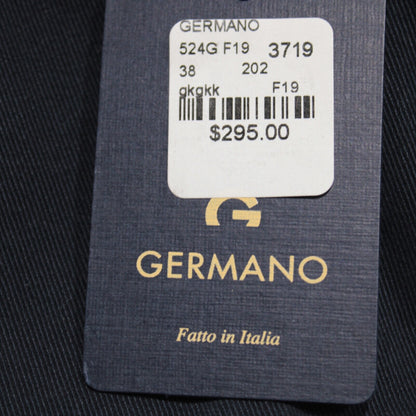 GERMANO
524G F19 3719
38 202
gkgkk F19
$295.00
G
GERMANO
Fatto in Italia